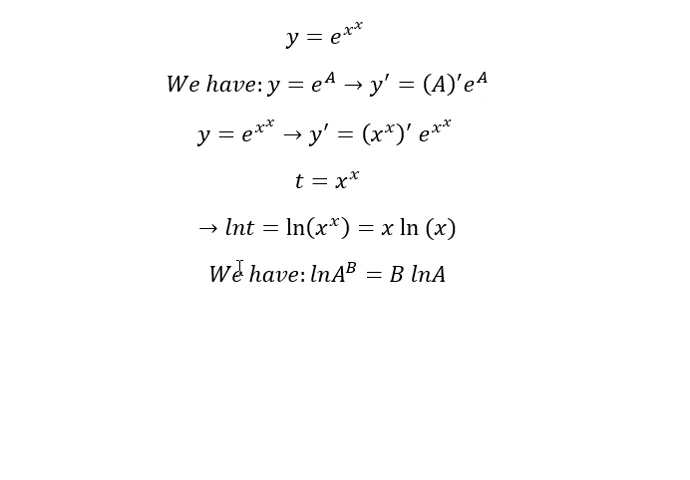 y = e^{x^x}
We have: y = e^A → y′ = (A)′e^A
y = e^{x^x} → y′ = (x^x)′ e^{x^x}
t = x^x
→ lnt = ln(x^x) = x ln (x)
We have: lnA^B = B lnA